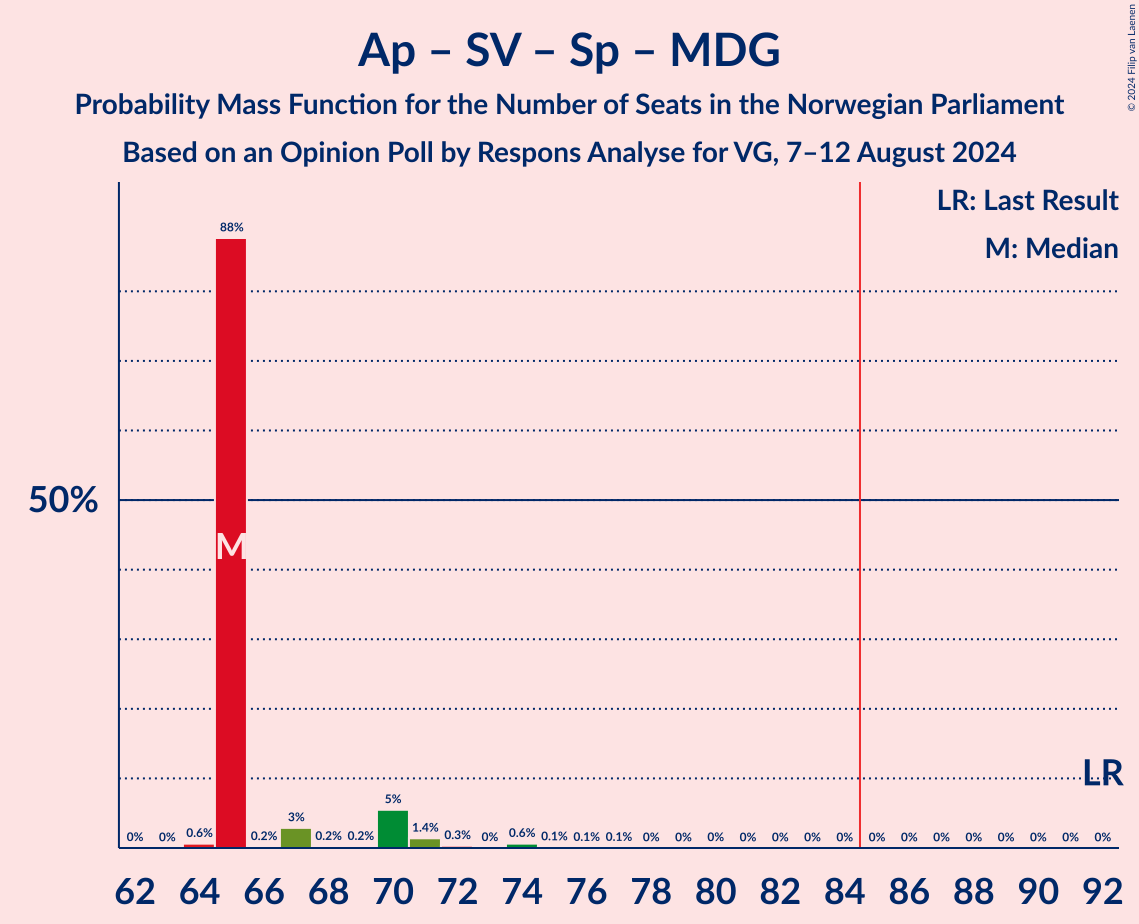 © 2024 Filip van Laenen
Ap – SV – Sp – MDG
Probability Mass Function for the Number of Seats in the Norwegian Parliament
Based on an Opinion Poll by Respons Analyse for VG, 7–12 August 2024
LR: Last Result
M: Median
88%
50%
M
LR
0% 0% 0.6% 0.2% 3% 0.2% 0.2% 5% 1.4% 0.3% 0% 0.6% 0.1% 0.1% 0.1% 0% 0% 0% 0% 0% 0% 0% 0% 0% 0% 0% 0% 0% 0% 0%
62 64 66 68 70 72 74 76 78 80 82 84 86 88 90 92